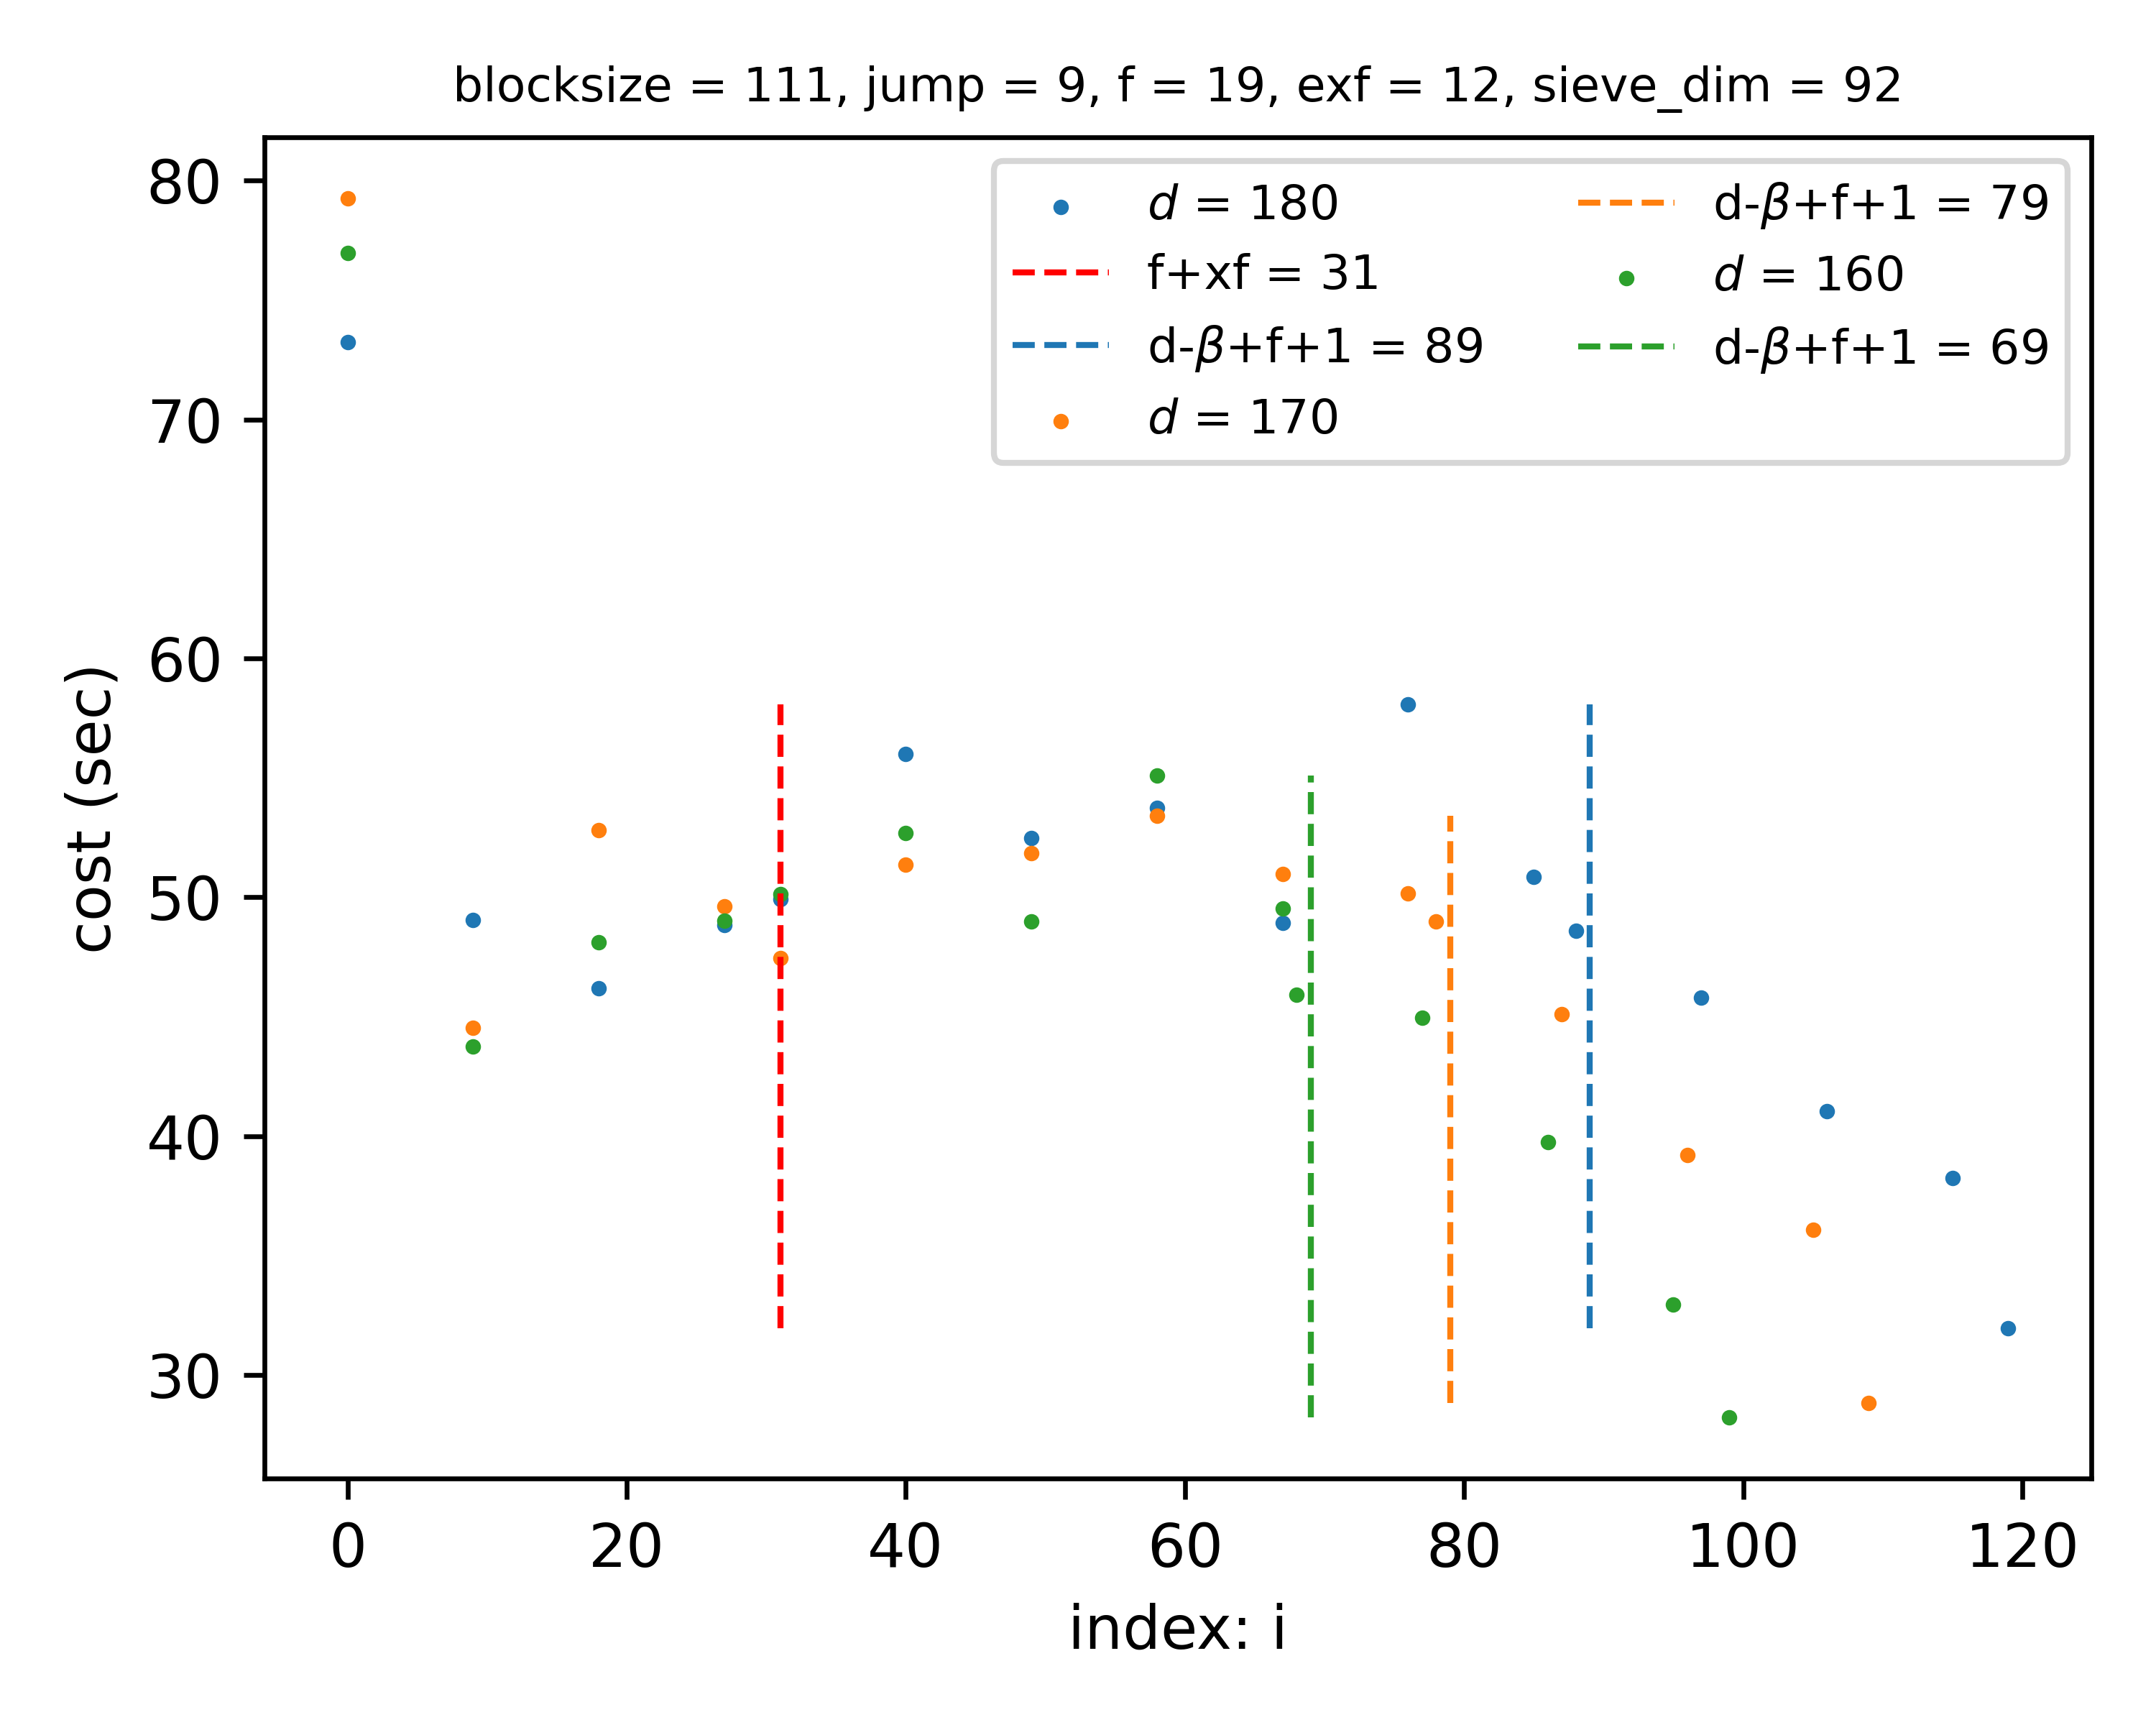 blocksize = 111, jump = 9, f = 19, exf = 12, sieve_dim = 92
d = 180
f+xf = 31
d-β+f+1 = 89
d = 170
d-β+f+1 = 79
d = 160
d-β+f+1 = 69
80
70
60
50
40
30
cost (sec)
0 20 40 60 80 100 120
index: i